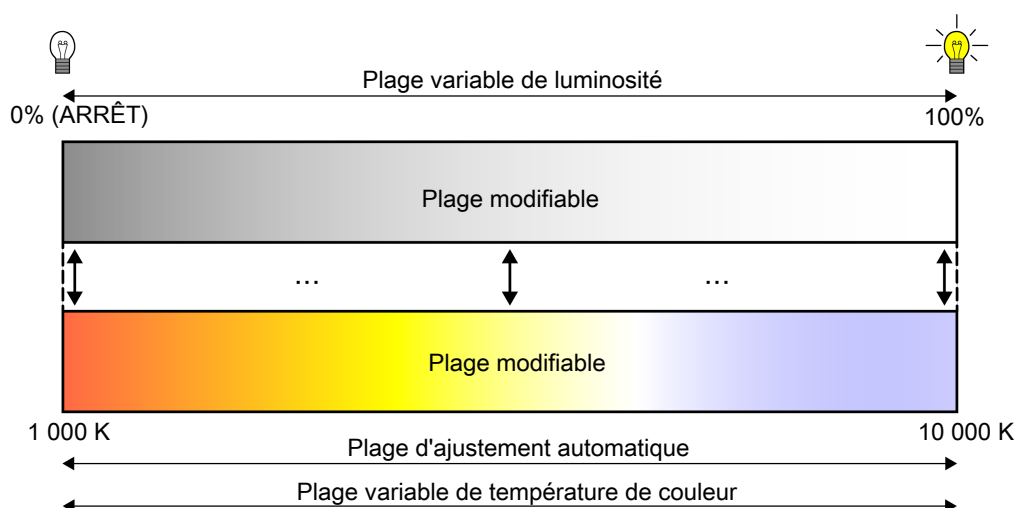 Plage variable de luminosité
0% (ARRÊT)
100%
Plage modifiable
...
...
Plage modifiable
1 000 K
10 000 K
Plage d'ajustement automatique
Plage variable de température de couleur